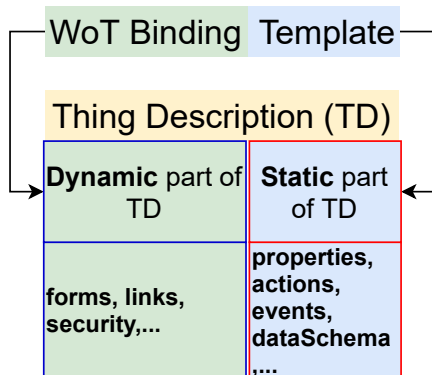 WoT Binding Template
Thing Description (TD)
Dynamic part of
TD
Static part
of TD
forms, links,
security,...
properties,
actions,
events,
dataSchema
,...